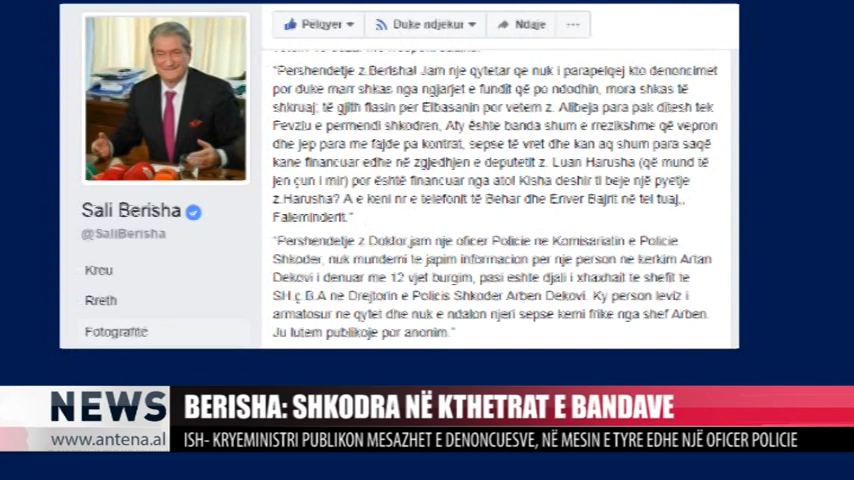 Pëlqyer
Duke ndjekur
Ndaje
"Pershendetje z.Berisha! Jam nje qytetar qe nuk i parapelqej kto denoncimet
por duke marr shkas nga ngjarjet e fundit që po ndodhin, mora shkas të
shkruaj; të gjith flasin per Elbasanin por vetem z. Alibeja para pak ditesh tek
Fevziu e permendi shkodren, Aty është banda shum e rrezikshme që vepron
dhe jep para me fajde pa kontrat, sepse të vret dhe kan aq shum para saqë
kane financuar edhe në zgjedhjen e deputetit z. Luan Harusha (që mund të
jen çun i mir) por është financuar nga ato! Kisha deshir ti beje një pyetje
z.Harusha? A e keni nr e telefonit të Behar dhe Enver Bajrit në tel tuaj,,
Faleminderit."
"Pershendetje z Doktor,jam nje oficer Policie ne Komisariatin e Policie
Shkoder, nuk mundemi te japim informacion per nje person ne kerkim Artan
Dekovi i denuar me 12 vjet burgim, pasi eshte djali i xhaxhait te shefit te
SH.ç.B.A ne Drejtorin e Policis Shkoder Arben Dekovi. Ky person leviz i
armatosur ne qytet dhe nuk e ndalon njeri sepse kemi frike nga shef Arben.
Ju lutem publikoje por anonim."
Sali Berisha
@SaliBerisha
Kreu
Rreth
Fotografitë
NEWS
www.antena.al
BERISHA: SHKODRA NË KTHETRAT E BANDAVE
ISH- KRYEMINISTRI PUBLIKON MESAZHET E DENONCUESVE, NË MESIN E TYRE EDHE NJË OFICER POLICIE